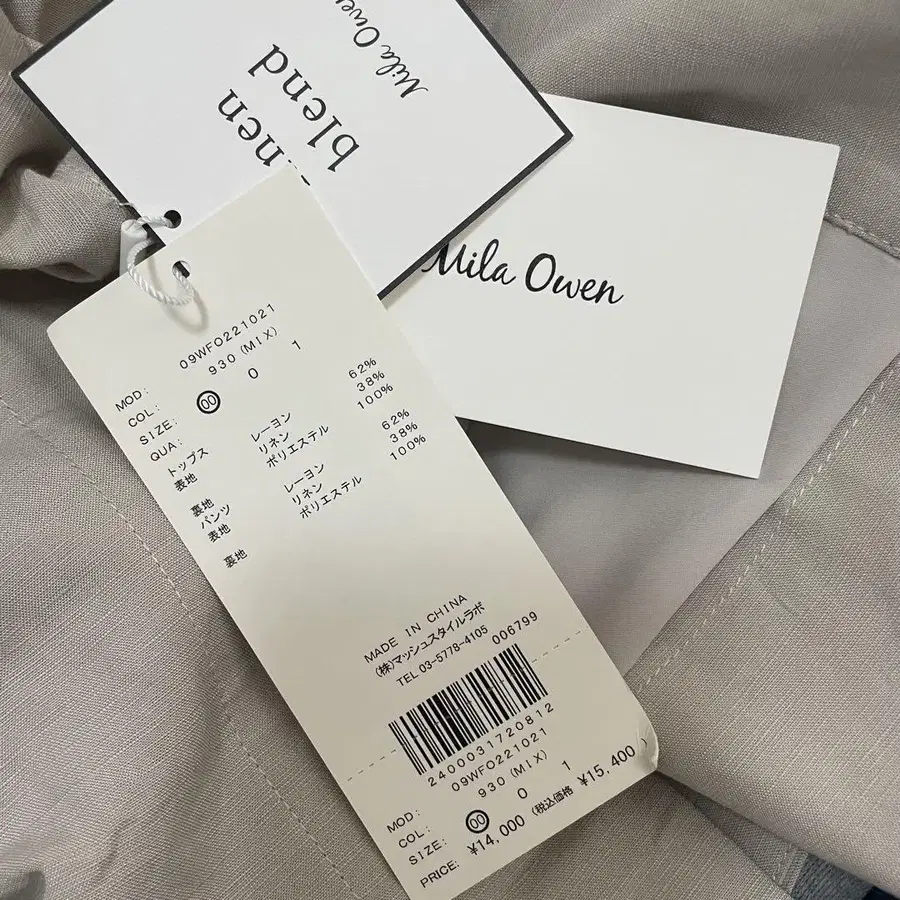 Mila Owen
blend
Mila Owen
MOD: 09WFO221021
COL: 930 (MIX)
SIZE: 00 0 1
QUA:
トップス
表地 レーヨン 62%
リネン 38%
裏地 ポリエステル 100%
パンツ
表地 レーヨン 62%
リネン 38%
裏地 ポリエステル 100%
MADE IN CHINA
(株)マッシュスタイルラボ
TEL 03-5778-4105 006799
2400031720812
MOD: 09WFO221021
COL: 930 (MIX)
SIZE: 00 0 1
PRICE: ¥14,000 (税込価格 ¥15,400)